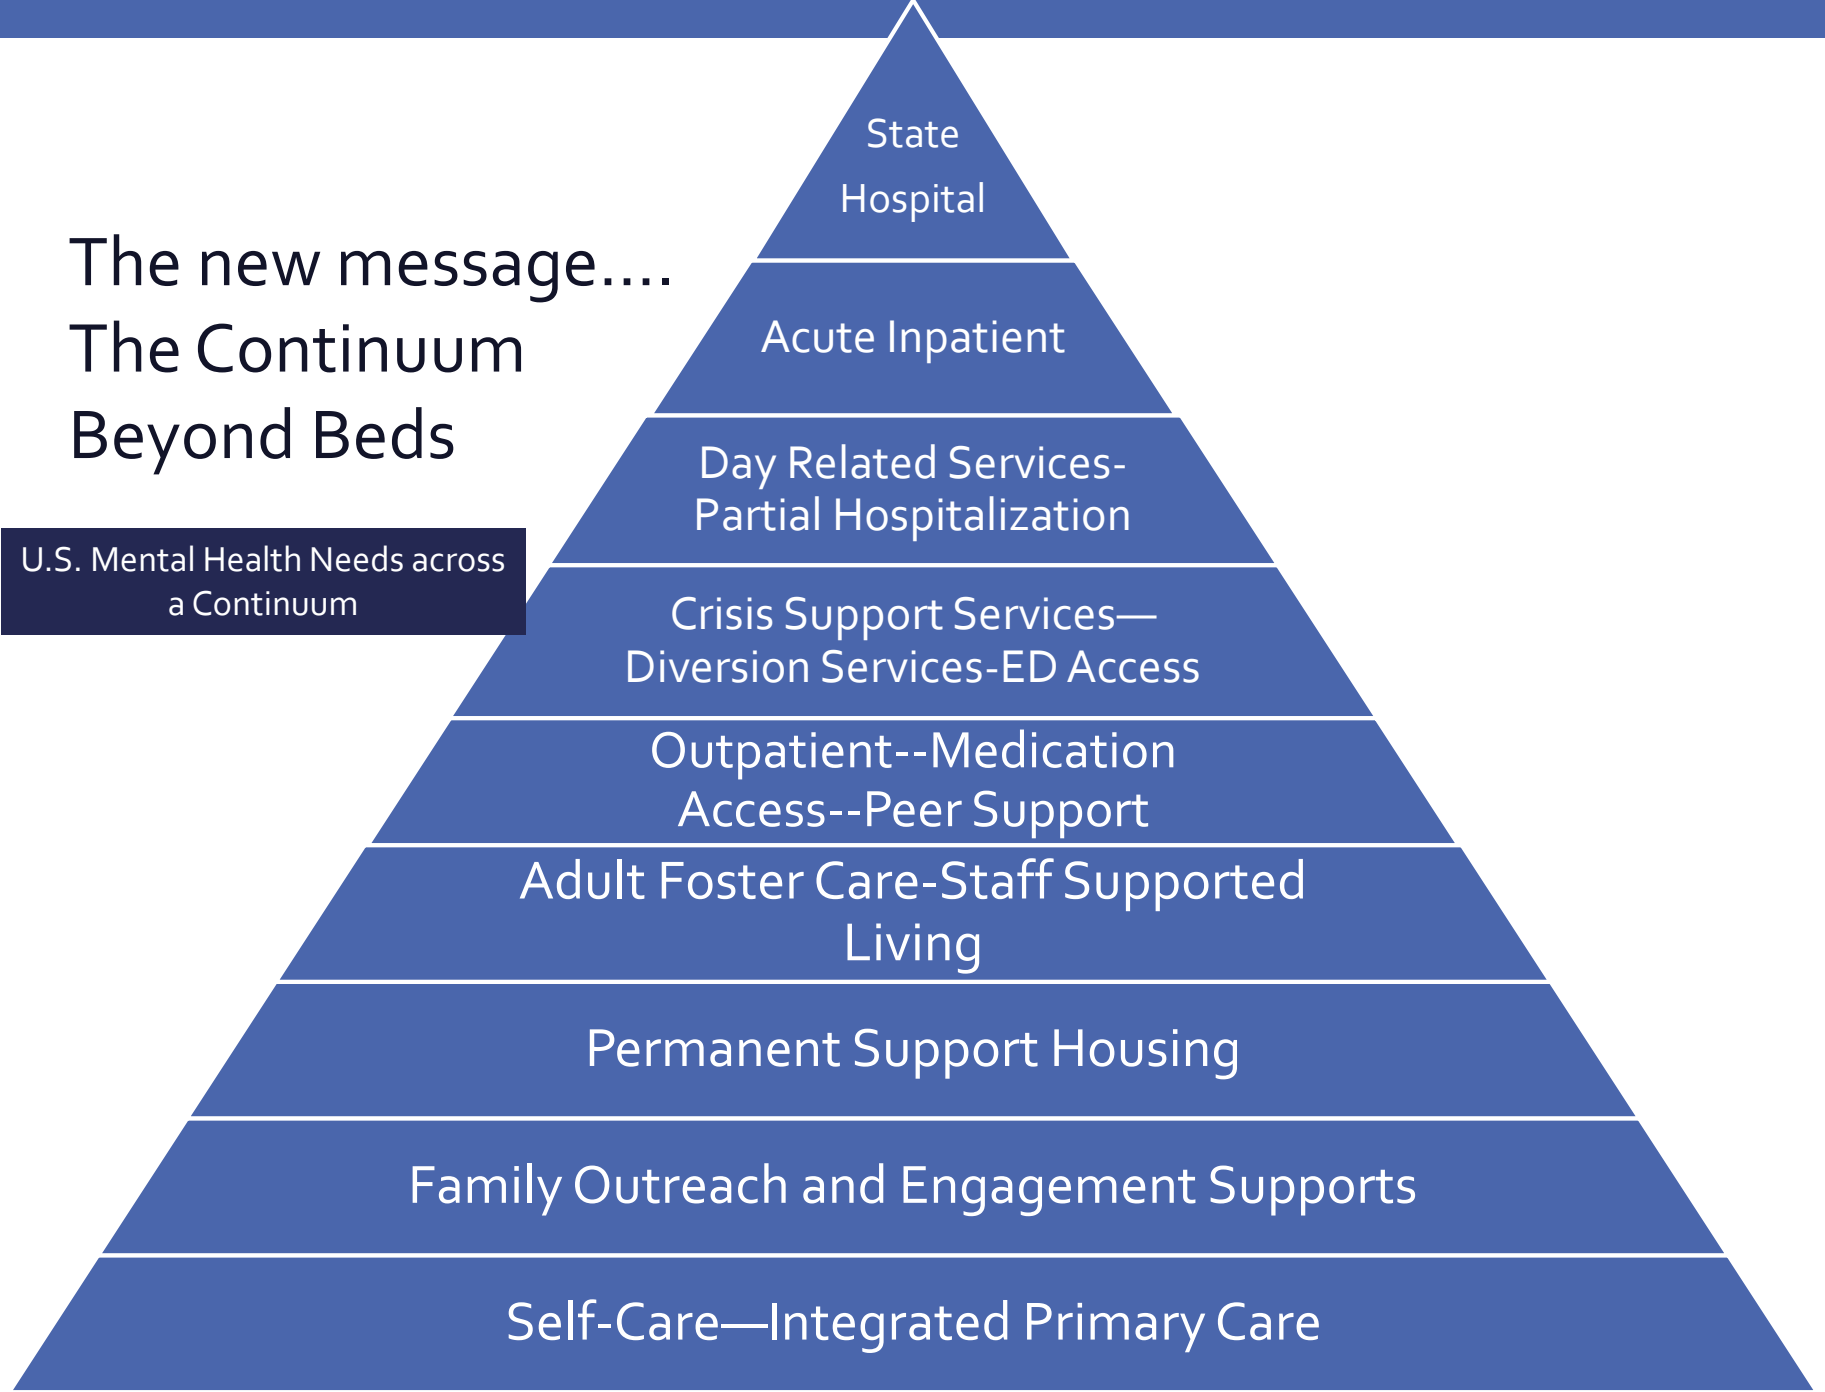 The new message....
The Continuum
Beyond Beds
U.S. Mental Health Needs across
a Continuum
State
Hospital
Acute Inpatient
Day Related Services-
Partial Hospitalization
Crisis Support Services—
Diversion Services-ED Access
Outpatient--Medication
Access--Peer Support
Adult Foster Care-Staff Supported
Living
Permanent Support Housing
Family Outreach and Engagement Supports
Self-Care—Integrated Primary Care